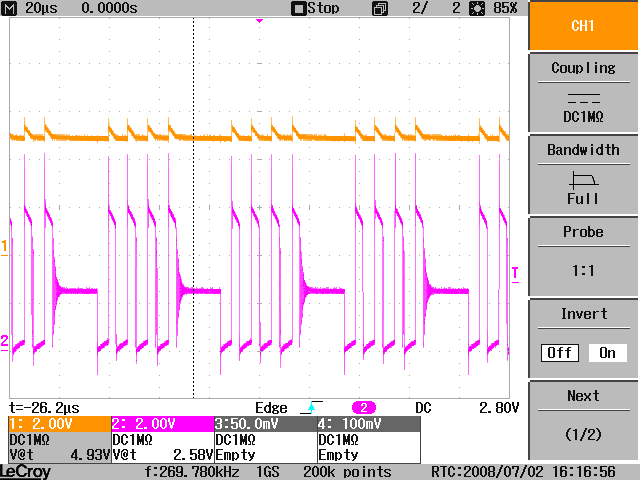 M 20µs 0.0000s Stop 2/ 2 85%
CH1
Coupling
DC1MΩ
Bandwidth
Full
Probe
1:1
Invert
Off On
Next
(1/2)
1
T
2
t=-26.2µs Edge 2 DC 2.80V
1: 2.00V 2: 2.00V 3:50.0mV 4: 100mV
DC1MΩ DC1MΩ DC1MΩ DC1MΩ
V@t 4.93V V@t 2.58V Empty Empty
LeCroy f:269.780kHz 1GS 200k points RTC:2008/07/02 16:16:56